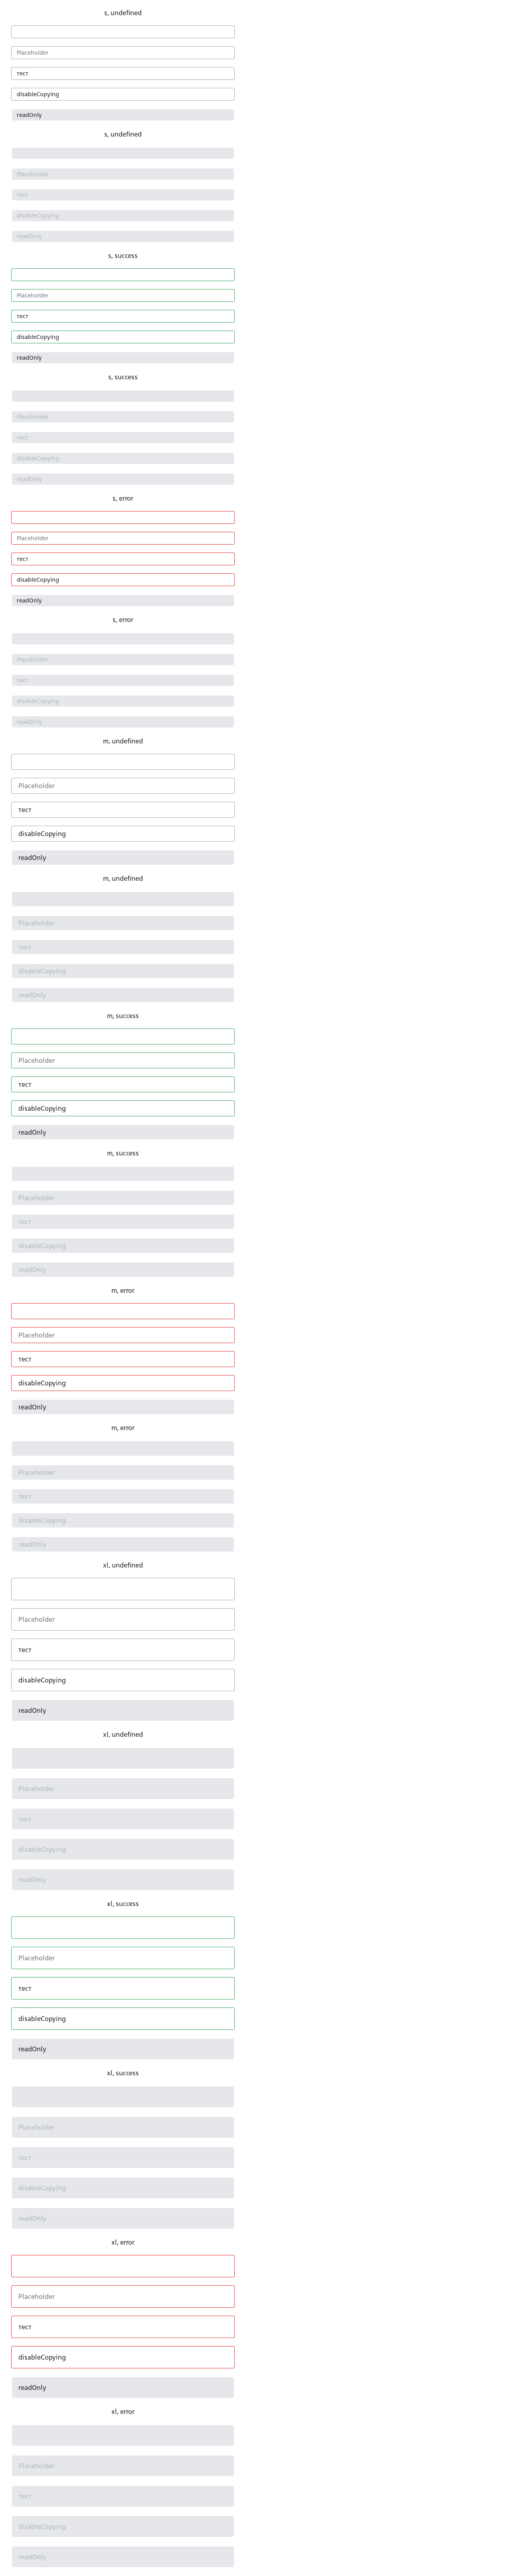 s, undefined
Placeholder
тест
disableCopying
readOnly
s, undefined
Placeholder
тест
disableCopying
readOnly
s, success
Placeholder
тест
disableCopying
readOnly
s, success
Placeholder
тест
disableCopying
readOnly
s, error
Placeholder
тест
disableCopying
readOnly
s, error
Placeholder
тест
disableCopying
readOnly
m, undefined
Placeholder
тест
disableCopying
readOnly
m, undefined
Placeholder
тест
disableCopying
readOnly
m, success
Placeholder
тест
disableCopying
readOnly
m, success
Placeholder
тест
disableCopying
readOnly
m, error
Placeholder
тест
disableCopying
readOnly
m, error
Placeholder
тест
disableCopying
readOnly
xl, undefined
Placeholder
тест
disableCopying
readOnly
xl, undefined
Placeholder
тест
disableCopying
readOnly
xl, success
Placeholder
тест
disableCopying
readOnly
xl, success
Placeholder
тест
disableCopying
readOnly
xl, error
Placeholder
тест
disableCopying
readOnly
xl, error
Placeholder
тест
disableCopying
readOnly